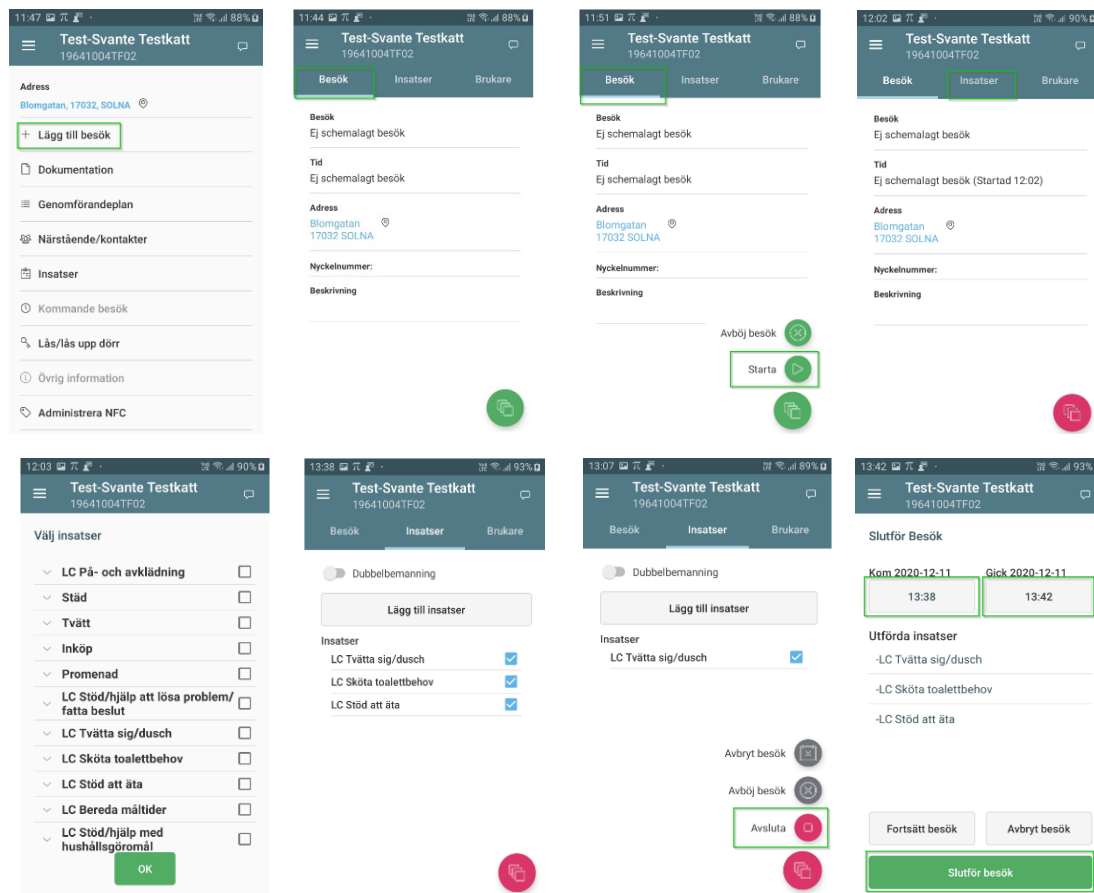 11:47 88%
Test-Svante Testkatt
19641004TF02
Adress
Blomgatan, 17032, SOLNA
+ Lägg till besök
Dokumentation
Genomförandeplan
Närstående/kontakter
Insatser
Kommande besök
Lås/lås upp dörr
Övrig information
Administrera NFC
11:44 88%
Test-Svante Testkatt
19641004TF02
Besök Insatser Brukare
Besök
Ej schemalagt besök
Tid
Ej schemalagt besök
Adress
Blomgatan
17032 SOLNA
Nyckelnummer:
Beskrivning
11:51 88%
Test-Svante Testkatt
19641004TF02
Besök Insatser Brukare
Besök
Ej schemalagt besök
Tid
Ej schemalagt besök
Adress
Blomgatan
17032 SOLNA
Nyckelnummer:
Beskrivning
Avböj besök
Starta
12:02 90%
Test-Svante Testkatt
19641004TF02
Besök Insatser Brukare
Besök
Ej schemalagt besök
Tid
Ej schemalagt besök (Startad 12:02)
Adress
Blomgatan
17032 SOLNA
Nyckelnummer:
Beskrivning
12:03 90%
Test-Svante Testkatt
19641004TF02
Välj insatser
LC På- och avklädning
Städ
Tvätt
Inköp
Promenad
LC Stöd/hjälp att lösa problem/
fatta beslut
LC Tvätta sig/dusch
LC Sköta toalettbehov
LC Stöd att äta
LC Bereda måltider
LC Stöd/hjälp med
hushållsgöromål
OK
13:38 93%
Test-Svante Testkatt
19641004TF02
Besök Insatser Brukare
Dubbelbemanning
Lägg till insatser
Insatser
LC Tvätta sig/dusch
LC Sköta toalettbehov
LC Stöd att äta
13:07 89%
Test-Svante Testkatt
19641004TF02
Besök Insatser Brukare
Dubbelbemanning
Lägg till insatser
Insatser
LC Tvätta sig/dusch
Avbryt besök
Avböj besök
Avsluta
13:42 93%
Test-Svante Testkatt
19641004TF02
Slutför Besök
Kom 2020-12-11 Gick 2020-12-11
13:38 13:42
Utförda insatser
-LC Tvätta sig/dusch
-LC Sköta toalettbehov
-LC Stöd att äta
Fortsätt besök Avbryt besök
Slutför besök